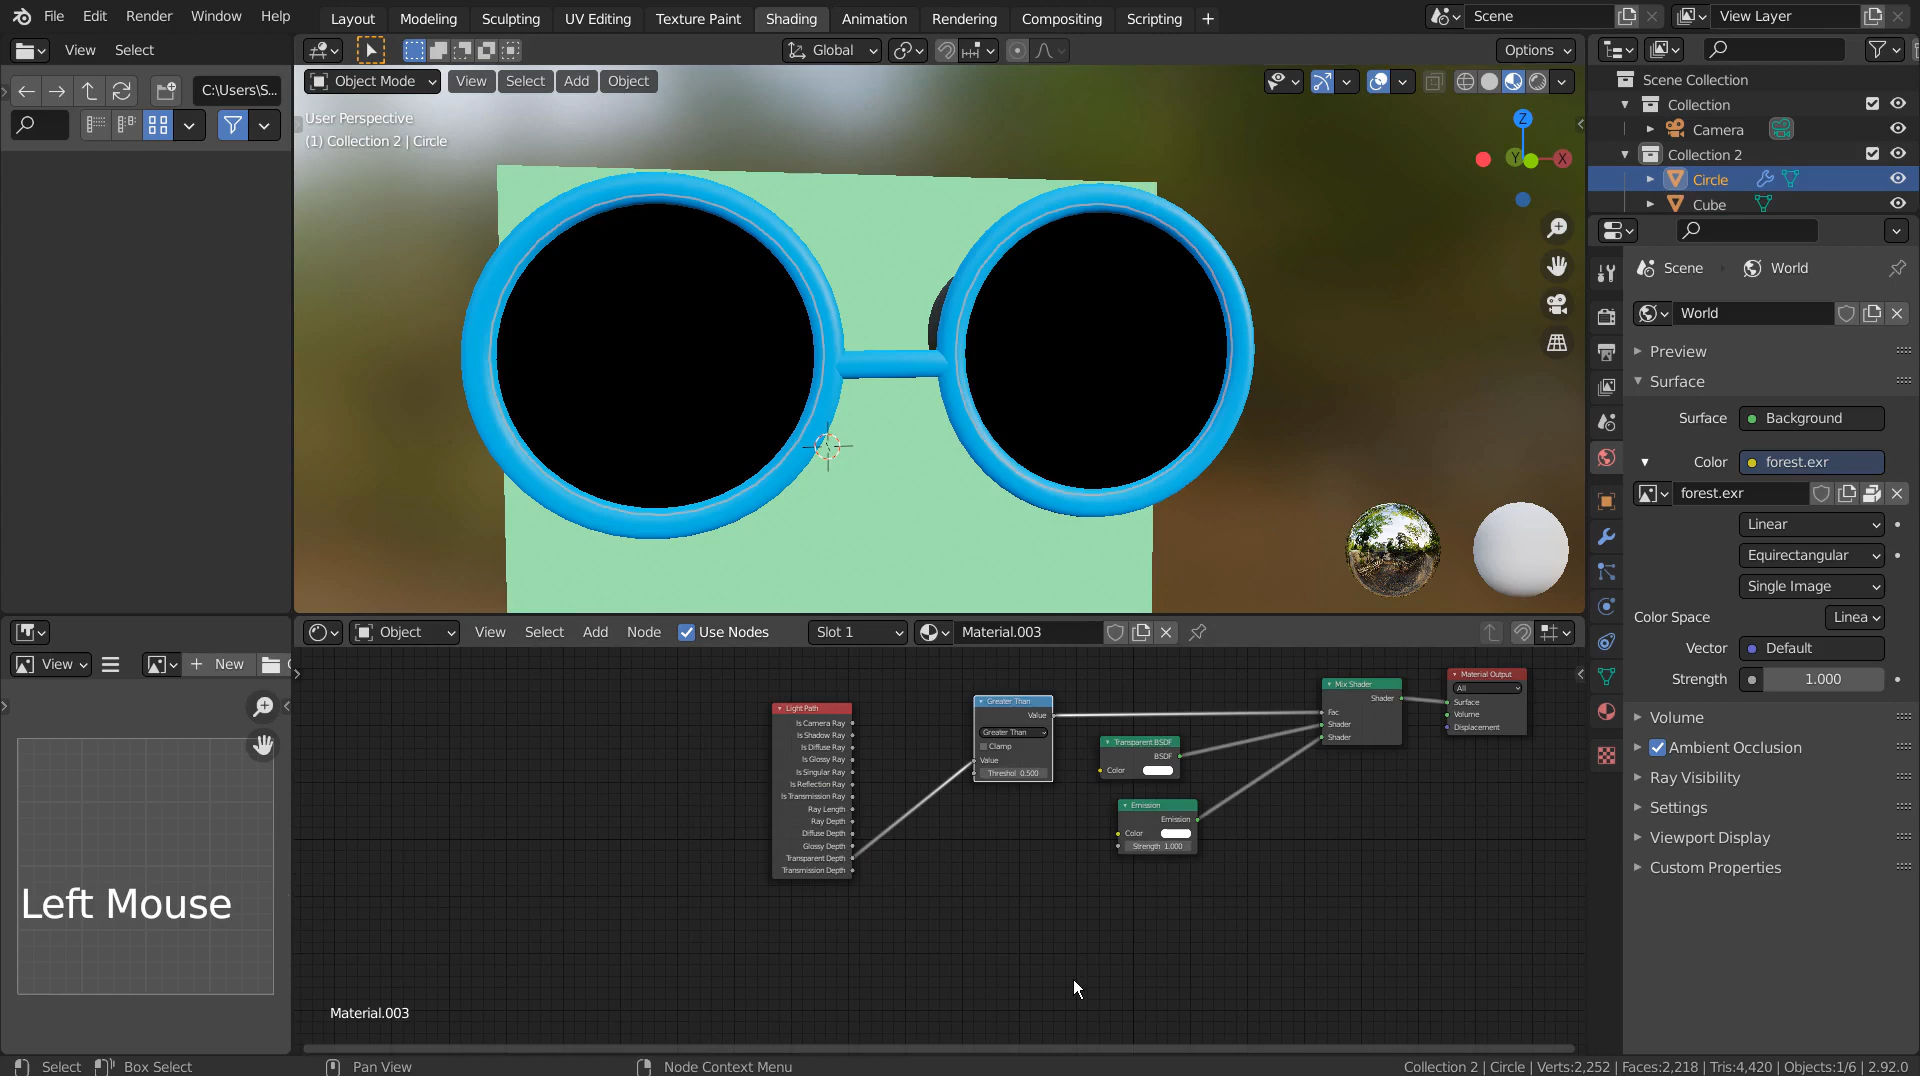 File Edit Render Window Help
Layout Modeling Sculpting UV Editing Texture Paint Shading Animation Rendering Compositing Scripting +
Scene View Layer
View Select
Global Options
C:\Users\S...
Object Mode View Select Add Object
User Perspective
(1) Collection 2 | Circle
Z
Y X
Scene Collection
Collection
Camera
Collection 2
Circle
Cube
Scene World
World
Preview
Surface
Surface Background
Color forest.exr
forest.exr
Linear
Equirectangular
Single Image
Color Space Linea
Vector Default
Strength 1.000
Volume
Ambient Occlusion
Ray Visibility
Settings
Viewport Display
Custom Properties
View + New
Left Mouse
Object View Select Add Node Use Nodes Slot 1 Material.003
Light Path
Is Camera Ray
Is Shadow Ray
Is Diffuse Ray
Is Glossy Ray
Is Singular Ray
Is Reflection Ray
Is Transmission Ray
Ray Length
Ray Depth
Diffuse Depth
Glossy Depth
Transparent Depth
Transmission Depth
Greater Than
Value
Greater Than
Clamp
Value
Threshol 0.500
Transparent BSDF
BSDF
Color
Emission
Emission
Color
Strength 1.000
Mix Shader
Shader
Fac
Shader
Shader
Material Output
All
Surface
Volume
Displacement
Material.003
Select Box Select Pan View Node Context Menu
Collection 2 | Circle | Verts:2,252 | Faces:2,218 | Tris:4,420 | Objects:1/6 | 2.92.0